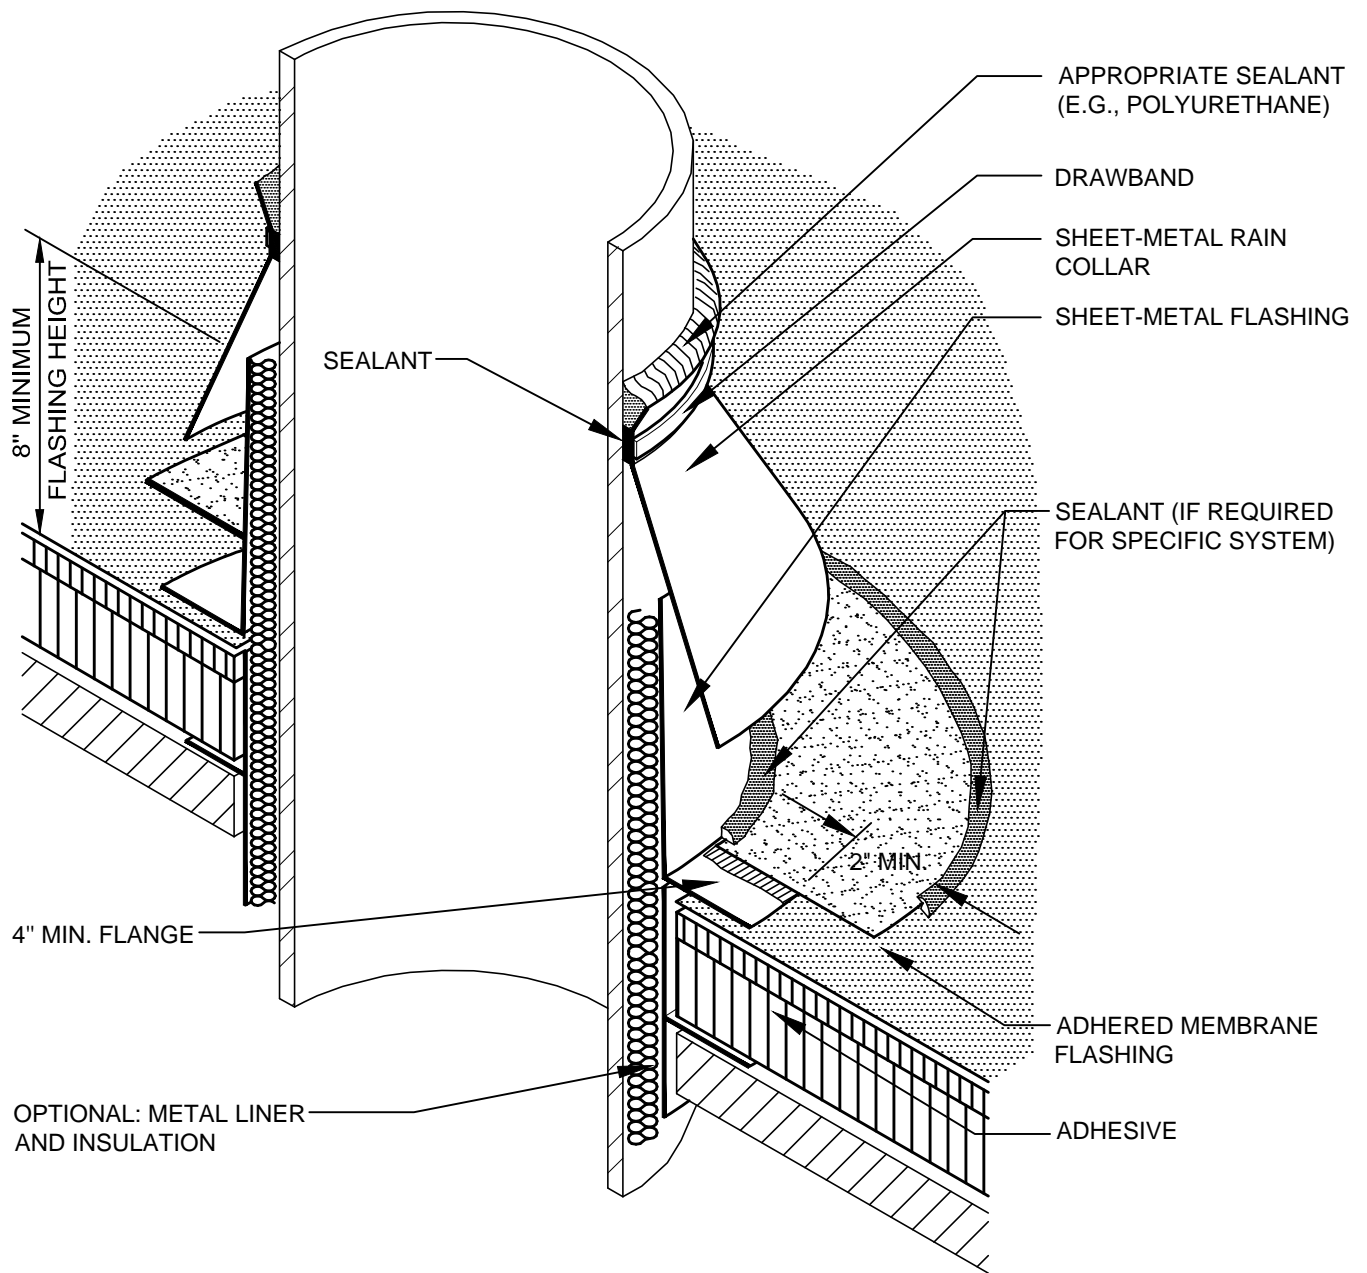 APPROPRIATE SEALANT
(E.G., POLYURETHANE)
DRAWBAND
SHEET-METAL RAIN
COLLAR
SHEET-METAL FLASHING
8" MINIMUM
FLASHING HEIGHT
SEALANT
SEALANT (IF REQUIRED
FOR SPECIFIC SYSTEM)
2" MIN.
4" MIN. FLANGE
ADHERED MEMBRANE
FLASHING
OPTIONAL: METAL LINER
AND INSULATION
ADHESIVE